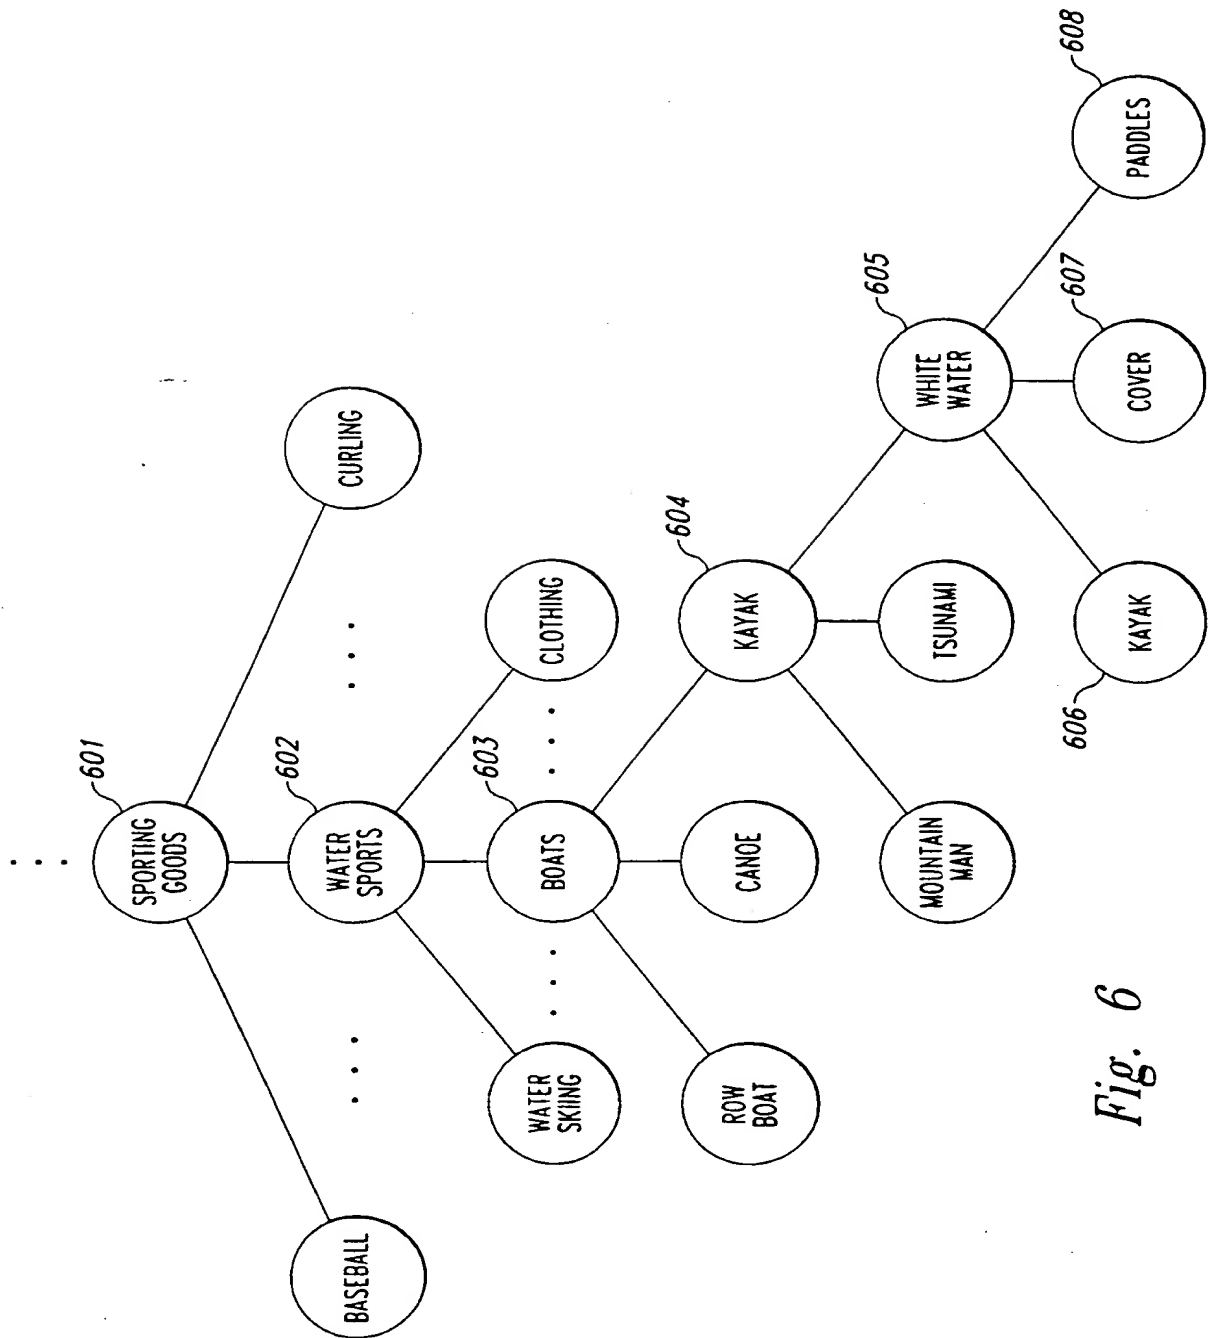 601
SPORTING
GOODS
BASEBALL
602
WATER
SPORTS
CURLING
WATER
SKIING
603
BOATS
CLOTHING
ROW
BOAT
CANOE
604
KAYAK
MOUNTAIN
MAN
TSUNAMI
605
WHITE
WATER
606
KAYAK
607
COVER
608
PADDLES
Fig. 6